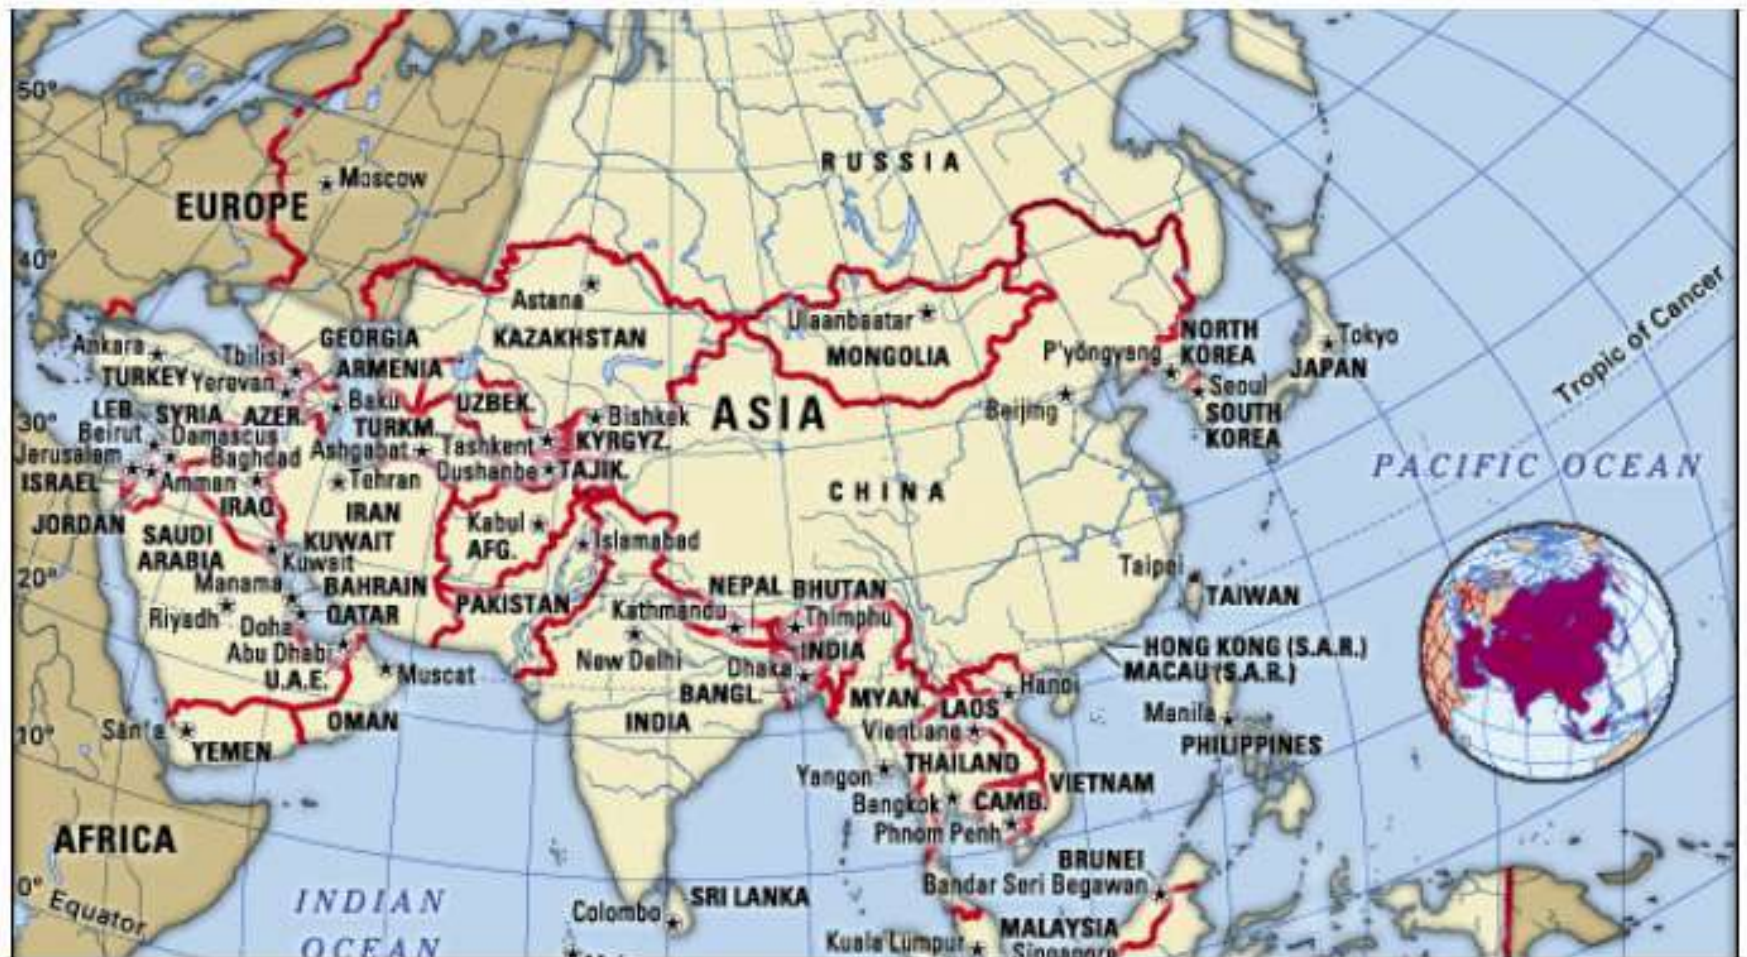 50°
RUSSIA
Moscow
EUROPE
40°
Astana
Ulaanbaatar
GEORGIA
KAZAKHSTAN
Tropic of Cancer
NORTH
KOREA
Tokyo
JAPAN
Ankara
Tbilisi
P'yŏngyang
MONGOLIA
ARMENIA
TURKEY
Yerevan
Seoul
SOUTH
KOREA
Baku
UZBEK.
Beijing
ASIA
LEB.
SYRIA
AZER.
Bishkek
30°
Beirut
Damascus
TURKM.
Tashkent
KYRGYZ.
Jerusalem
Baghdad
Ashgabat
Dushanbe
TAJIK.
PACIFIC OCEAN
ISRAEL
Amman
Tehran
IRAQ
IRAN
CHINA
JORDAN
SAUDI
ARABIA
KUWAIT
Kuwait
Kabul
AFG.
Islamabad
20°
Manama
BAHRAIN
Taipei
TAIWAN
NEPAL
BHUTAN
Riyadh
Doha
QATAR
PAKISTAN
Kathmandu
Thimphu
Abu Dhabi
New Delhi
INDIA
HONG KONG (S.A.R.)
MACAU (S.A.R.)
U.A.E.
Muscat
Dhaka
BANGL.
Hanoi
MYAN.
LAOS
Manila
San'a
OMAN
INDIA
Vientiane
10°
YEMEN
PHILIPPINES
Yangon
THAILAND
VIETNAM
Bangkok
CAMB.
AFRICA
Phnom Penh
BRUNEI
Bandar Seri Begawan
0°
Equator
INDIAN
OCEAN
SRI LANKA
Colombo
MALAYSIA
Kuala Lumpur
Singapore